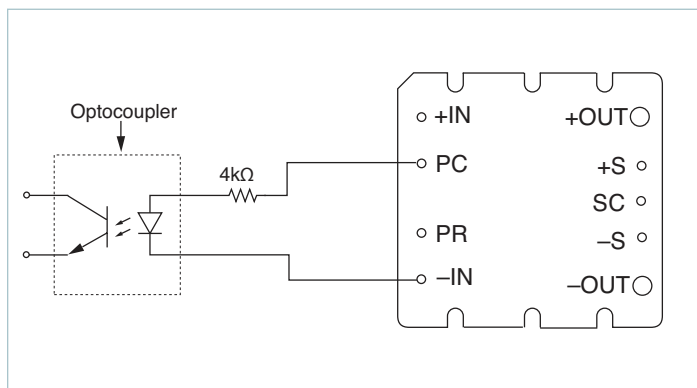 Optocoupler
4kΩ
+IN
PC
PR
–IN
+OUT
+S
SC
–S
–OUT